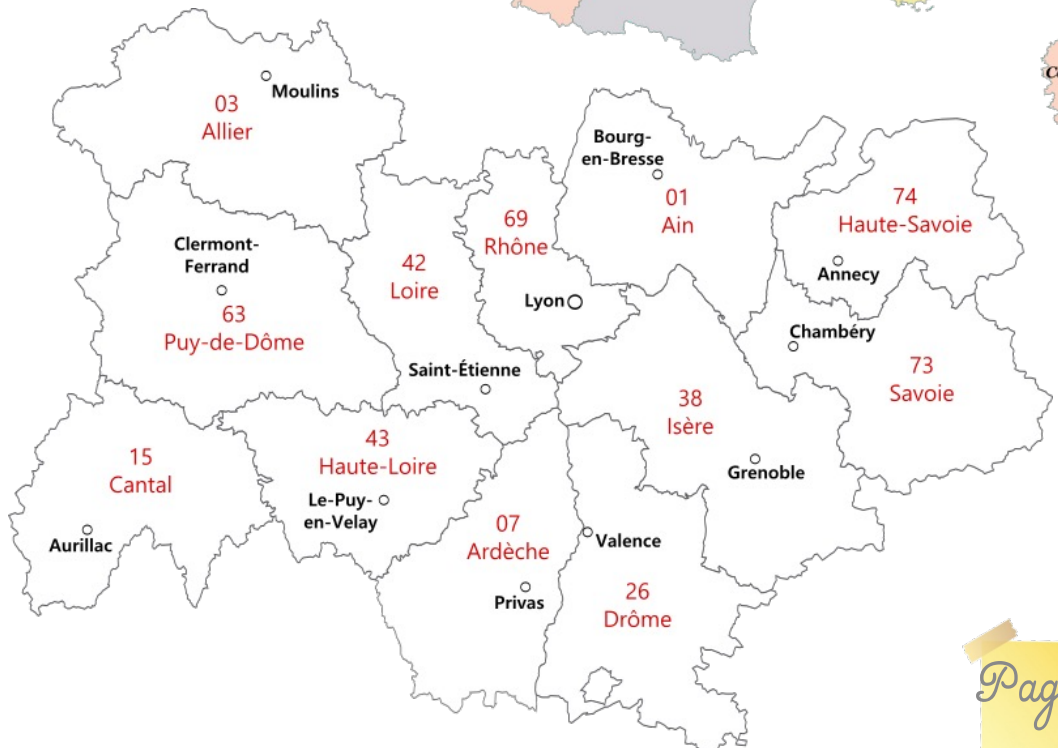 03
Allier
Moulins
Bourg-
en-Bresse
01
Ain
74
Haute-Savoie
Annecy
69
Rhône
Lyon
42
Loire
Saint-Étienne
Clermont-
Ferrand
63
Puy-de-Dôme
Chambéry
73
Savoie
38
Isère
Grenoble
15
Cantal
Aurillac
43
Haute-Loire
Le-Puy-
en-Velay
07
Ardèche
Privas
Valence
26
Drôme
Pag